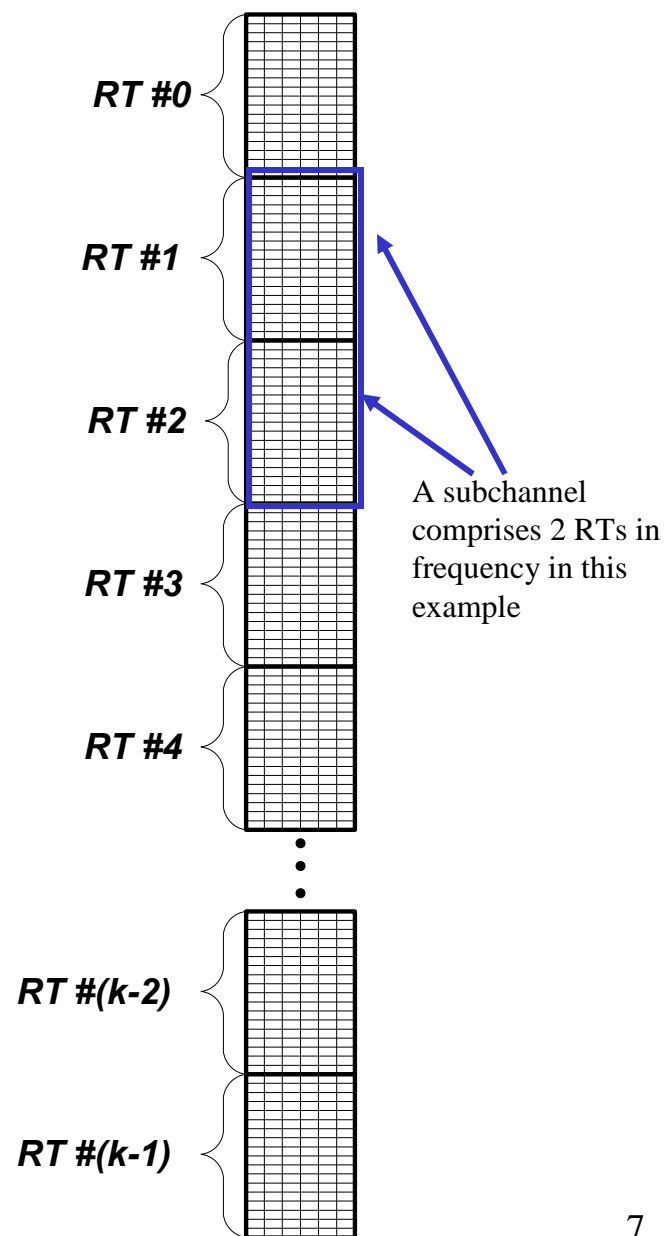 RT #0
RT #1
RT #2
A subchannel
comprises 2 RTs in
frequency in this
example
RT #3
RT #4
RT #(k-2)
RT #(k-1)
7